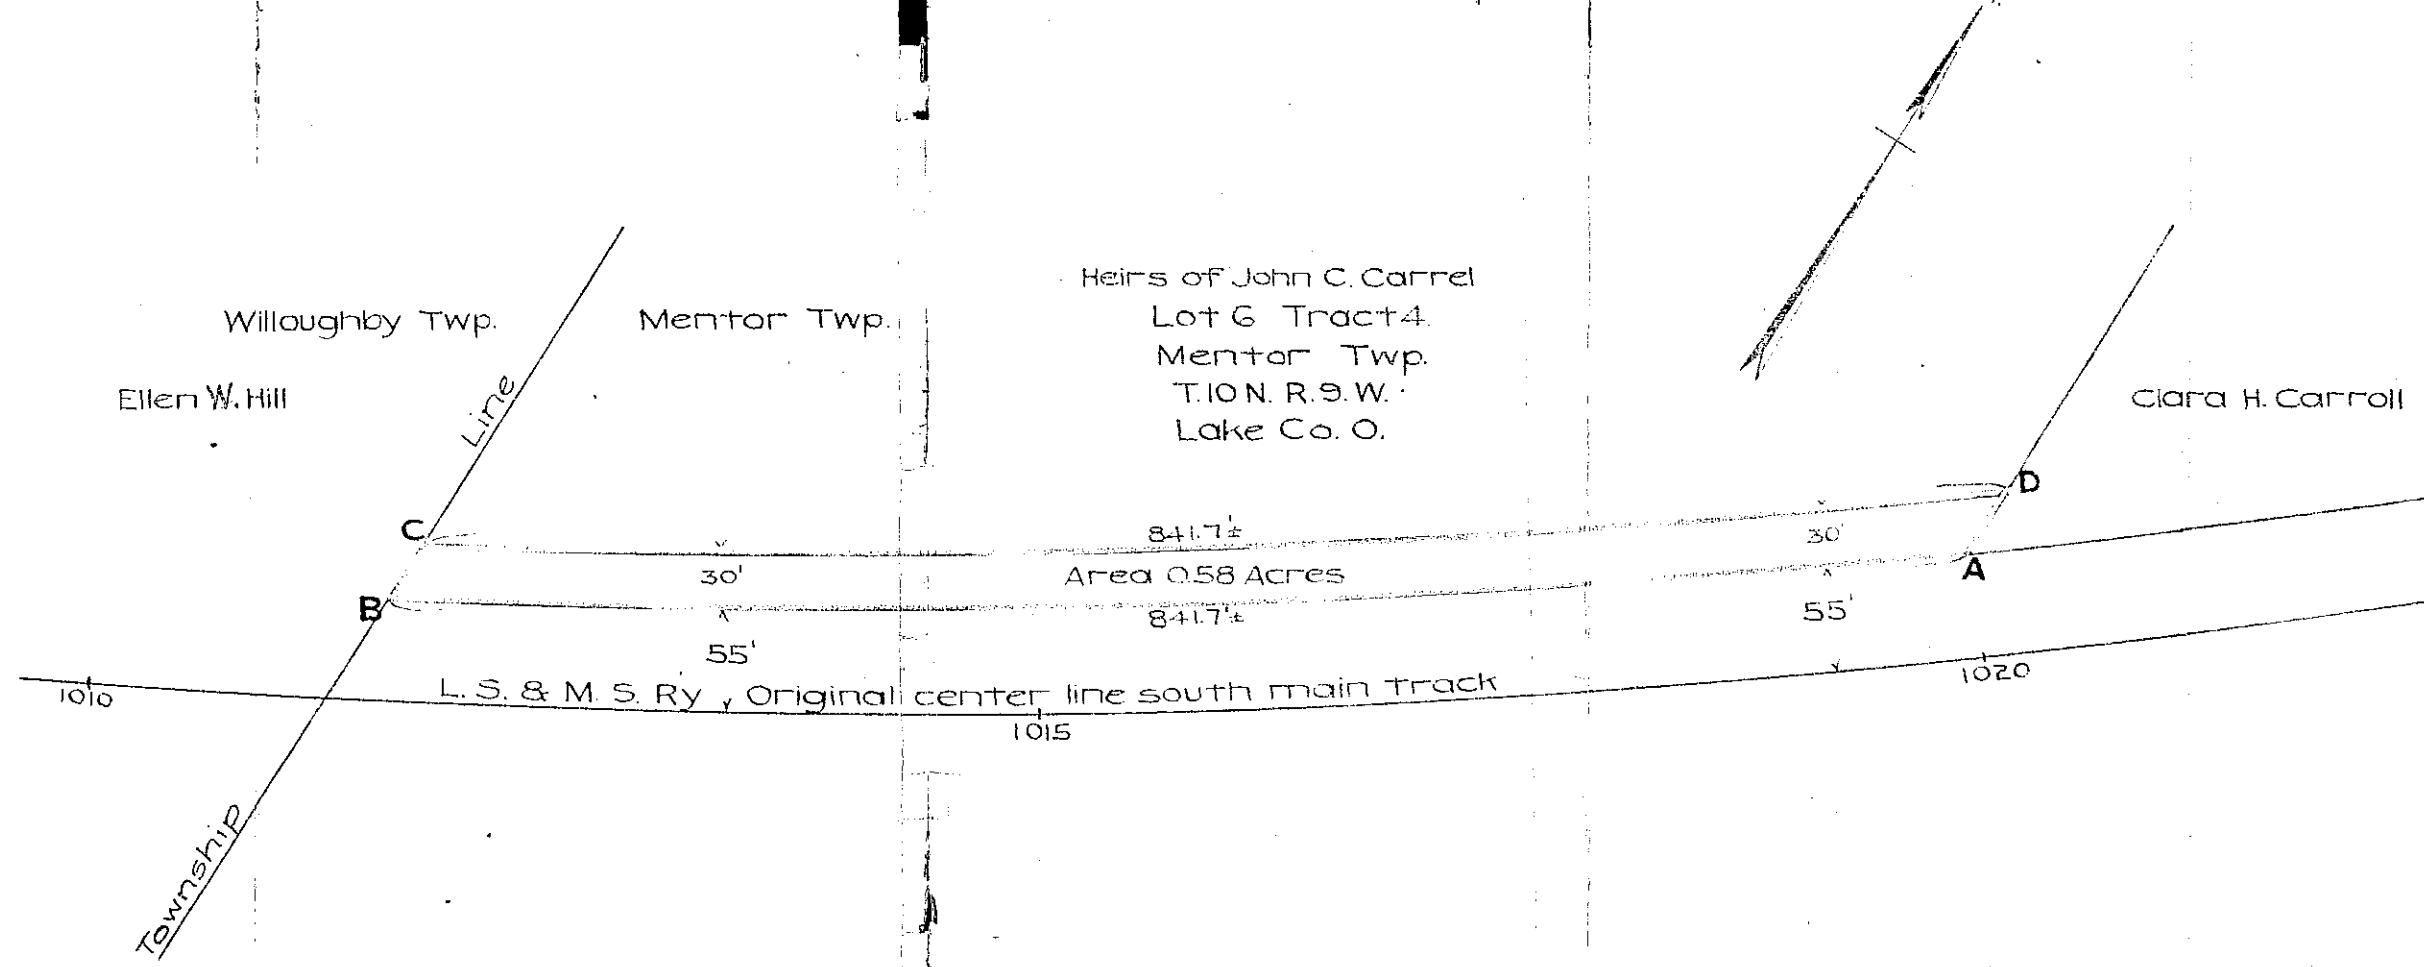 Heirs of John C. Carrel
Lot 6 Tract 4.
Mentor Twp.
T.10 N. R.9.W.
Lake Co. O.
Willoughby Twp.
Mentor Twp.
Ellen W. Hill
Clara H. Carroll
Line
D
C
841.7'±
30'
30'
Area 0.58 Acres
A
B
841.7'±
55'
55'
1010
L. S. & M. S. Ry Original center line south main track
1020
1015
Township